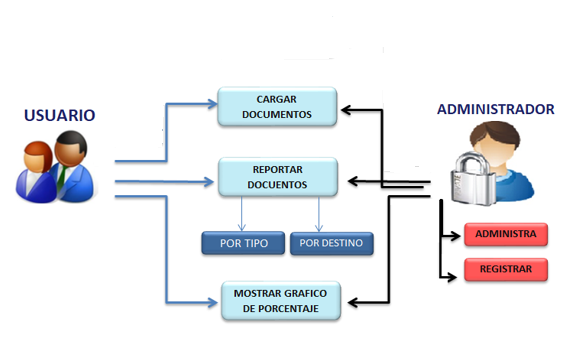 USUARIO
ADMINISTRADOR
CARGAR
DOCUMENTOS
REPORTAR
DOCUENTOS
POR TIPO
POR DESTINO
MOSTRAR GRAFICO
DE PORCENTAJE
ADMINISTRA
REGISTRAR